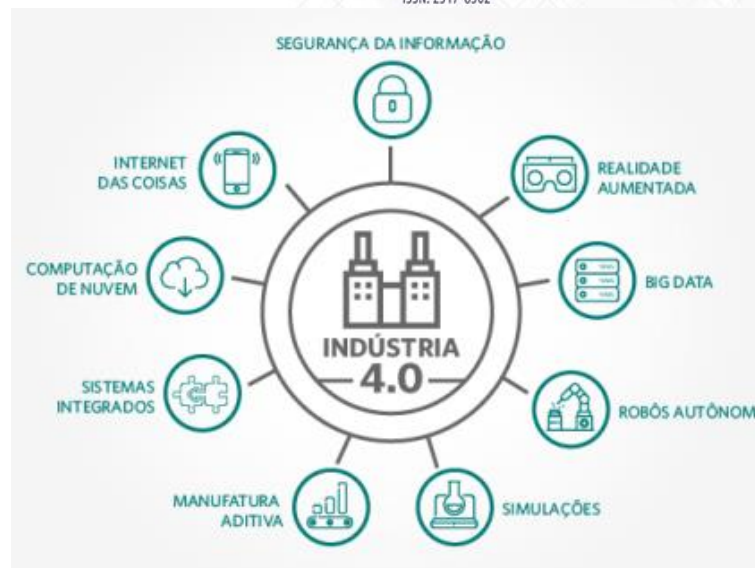 SEGURANÇA DA INFORMAÇÃO
INTERNET
DAS COISAS
REALIDADE
AUMENTADA
COMPUTAÇÃO
DE NUVEM
BIG DATA
INDÚSTRIA
4.0
SISTEMAS
INTEGRADOS
ROBÔS AUTÔNOM
MANUFATURA
ADITIVA
SIMULAÇÕES